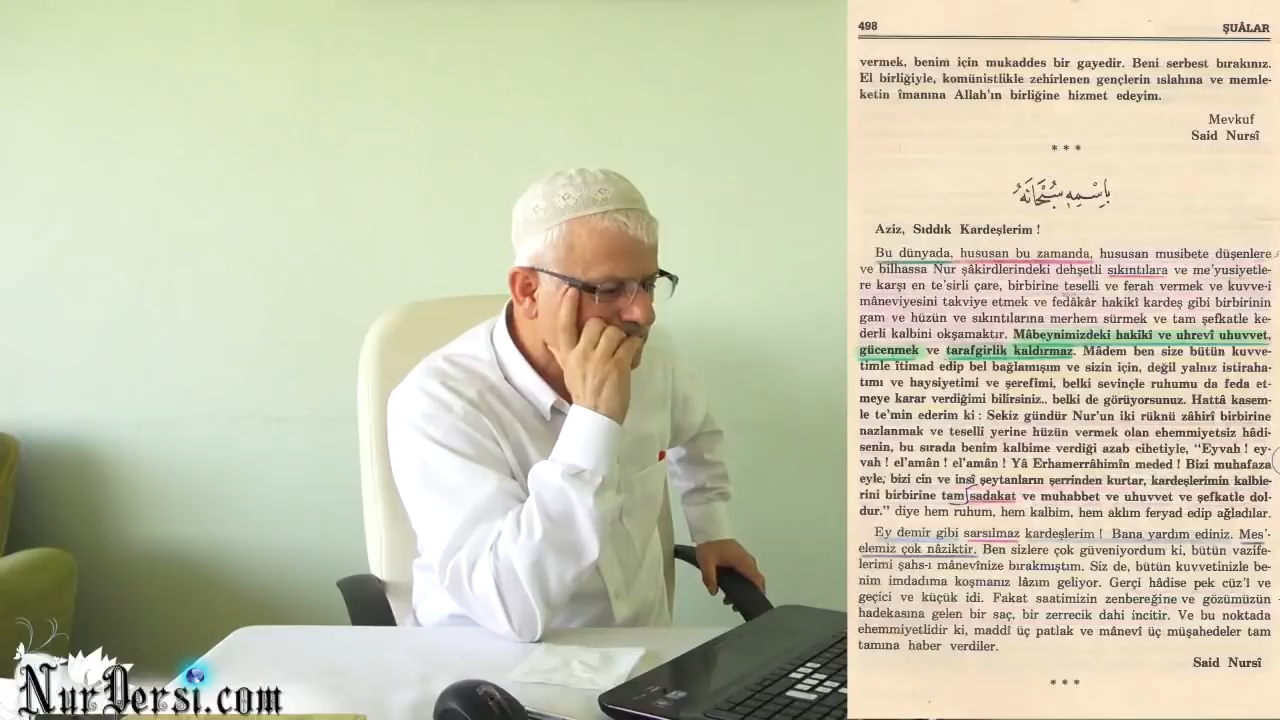 498 ŞUÂLAR
vermek, benim için mukaddes bir gayedir. Beni serbest bırakınız.
El birliğiyle, komünistlikle zehirlenen gençlerin ıslahına ve memle-
ketin îmanına Allah'ın birliğine hizmet edeyim.
Mevkuf
Said Nursî
* * *
بِاسْمِهِ سُبْحَانَهُ
Aziz, Sıddık Kardeşlerim !
Bu dünyada, hususan bu zamanda, hususan musibete düşenlere
ve bilhassa Nur şâkirdlerindeki dehşetli sıkıntılara ve me'yusiyetle-
re karşı en te'sirli çare, birbirine teselli ve ferah vermek ve kuvve-i
mâneviyesini takviye etmek ve fedâkâr hakikî kardeş gibi birbirinin
gam ve hüzün ve sıkıntılarına merhem sürmek ve tam şefkatle ke-
derli kalbini okşamaktır. Mâbeynimizdeki hakikî ve uhrevî uhuvvet,
gücenmek ve tarafgirlik kaldırmaz. Mâdem ben size bütün kuvve-
timle îtimad edip bel bağlamışım ve sizin için, değil yalnız istiraha-
tımı ve haysiyetimi ve şerefimi, belki sevinçle ruhumu da feda et-
meye karar verdiğimi bilirsiniz.. belki de görüyorsunuz. Hattâ kasem-
le te'min ederim ki : Sekiz gündür Nur'un iki rüknü zâhirî birbirine
nazlanmak ve teselli yerine hüzün vermek olan ehemmiyetsiz hâdi-
senin, bu sırada benim kalbime verdiği azab cihetiyle, "Eyvah ! ey-
vah ! el'amân ! el'amân ! Yâ Erhamerrâhimîn meded ! Bizi muhafaza
eyle, bizi cin ve insî şeytanların şerrinden kurtar, kardeşlerimin kalble-
rini birbirine tam sadakat ve muhabbet ve uhuvvet ve şefkatle dol-
dur." diye hem ruhum, hem kalbim, hem aklım feryad edip ağladılar.
Ey demir gibi sarsılmaz kardeşlerim ! Bana yardım ediniz. Mes'-
elemiz çok nâziktir. Ben sizlere çok güveniyordum ki, bütün vazife-
lerimi şahs-ı mânevînize bırakmıştım. Siz de, bütün kuvvetinizle be-
nim imdadıma koşmanız lâzım geliyor. Gerçi hâdise pek cüz'î ve
geçici ve küçük idi. Fakat saatimizin zenbereğine ve gözümüzün
hadekasına gelen bir saç, bir zerrecik dahi incitir. Ve bu noktada
ehemmiyetlidir ki, maddî üç patlak ve mânevî üç müşahedeler tam
tamına haber verdiler.
Said Nursî
* * *
NurDersi.com